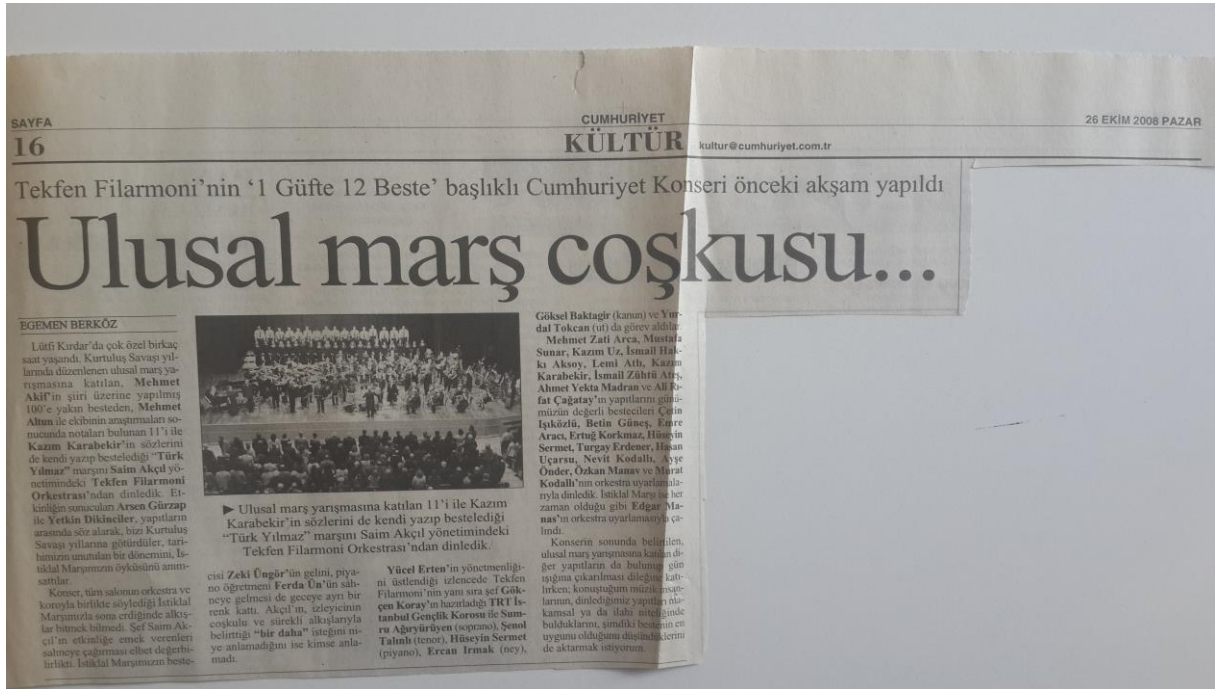 SAYFA
16
CUMHURİYET
KÜLTÜR
kultur@cumhuriyet.com.tr
26 EKİM 2008 PAZAR
Tekfen Filarmoni'nin '1 Güfte 12 Beste' başlıklı Cumhuriyet Konseri önceki akşam yapıldı
Ulusal marş coşkusu...
EGEMEN BERKÖZ
Lütfi Kırdar'da çok özel birkaç
saat yaşandı. Kurtuluş Savaşı yıl-
larında düzenlenen ulusal marş ya-
rışmasına katılan, Mehmet
Akif'in şiiri üzerine yapılmış
100'e yakın besteden, Mehmet
Altun ile ekibinin araştırmaları so-
nucunda notaları bulunan 11'i ile
Kazım Karabekir'in sözlerini
de kendi yazıp bestelediği "Türk
Yılmaz" marşını Saim Akçıl yö-
netimindeki Tekfen Filarmoni
Orkestrası'ndan dinledik. Et-
kinliğin sunucuları Arsen Gürzap
ile Yetkin Dikinciler, yapıtların
arasında söz alarak, bizi Kurtuluş
Savaşı yıllarına götürdüler, tari-
himizin unutulan bir dönemini, İs-
tiklal Marşımızın öyküsünü anım-
sattılar.
Konser, tüm salonun orkestra ve
koroyla birlikte söylediği İstiklal
Marşımızla sona erdiğinde alkış-
lar bitmek bilmedi. Şef Saim Ak-
çıl'ın etkinliğe emek verenleri
sahneye çağırması elbet değerbi-
lirlikti. İstiklal Marşımızın beste-
▶ Ulusal marş yarışmasına katılan 11'i ile Kazım
Karabekir'in sözlerini de kendi yazıp bestelediği
"Türk Yılmaz" marşını Saim Akçıl yönetimindeki
Tekfen Filarmoni Orkestrası'ndan dinledik.
cisi Zeki Üngör'ün gelini, piya-
no öğretmeni Ferda Ün'ün sah-
neye gelmesi de geceye ayrı bir
renk kattı. Akçıl'ın, izleyicinin
coşkulu ve sürekli alkışlarıyla
belirttiği "bir daha" isteğini ni-
ye anlamadığını ise kimse anla-
madı.
Yücel Erten'in yönetmenliği-
ni üstlendiği izlencede Tekfen
Filarmoni'nin yanı sıra şef Gök-
çen Koray'ın hazırladığı TRT İs-
tanbul Gençlik Korosu ile Sum-
ru Ağıryürüyen (soprano), Şenol
Talınlı (tenor), Hüseyin Sermet
(piyano), Ercan Irmak (ney),
Göksel Baktagir (kanun) ve Yur-
dal Tokcan (ut) da görev aldılar.
Mehmet Zati Arca, Mustafa
Sunar, Kazım Uz, İsmail Hak-
kı Aksoy, Lemi Atlı, Kazım
Karabekir, İsmail Zühtü Ateş,
Ahmet Yekta Madran ve Ali Rı-
fat Çağatay'ın yapıtlarını günü-
müzün değerli bestecileri Çetin
Işıközlü, Betin Güneş, Emre
Aracı, Ertuğ Korkmaz, Hüseyin
Sermet, Turgay Erdener, Hasan
Uçarsu, Nevit Kodallı, Ayşe
Önder, Özkan Manav ve Murat
Kodallı'nın orkestra uyarlamala-
rıyla dinledik. İstiklal Marşı ise her
zaman olduğu gibi Edgar Ma-
nas'ın orkestra uyarlamasıyla ça-
lındı.
Konserin sonunda belirtilen,
ulusal marş yarışmasına katılan di-
ğer yapıtların da bulunup gün
ışığına çıkarılması dileğine katı-
lırken; konuştuğum müzik insan-
larının, dinlediğimiz yapıtları ma-
kamsal ya da ilahi niteliğinde
bulduklarını, şimdiki bestenin en
uygunu olduğunu düşündüklerini
de aktarmak istiyorum.